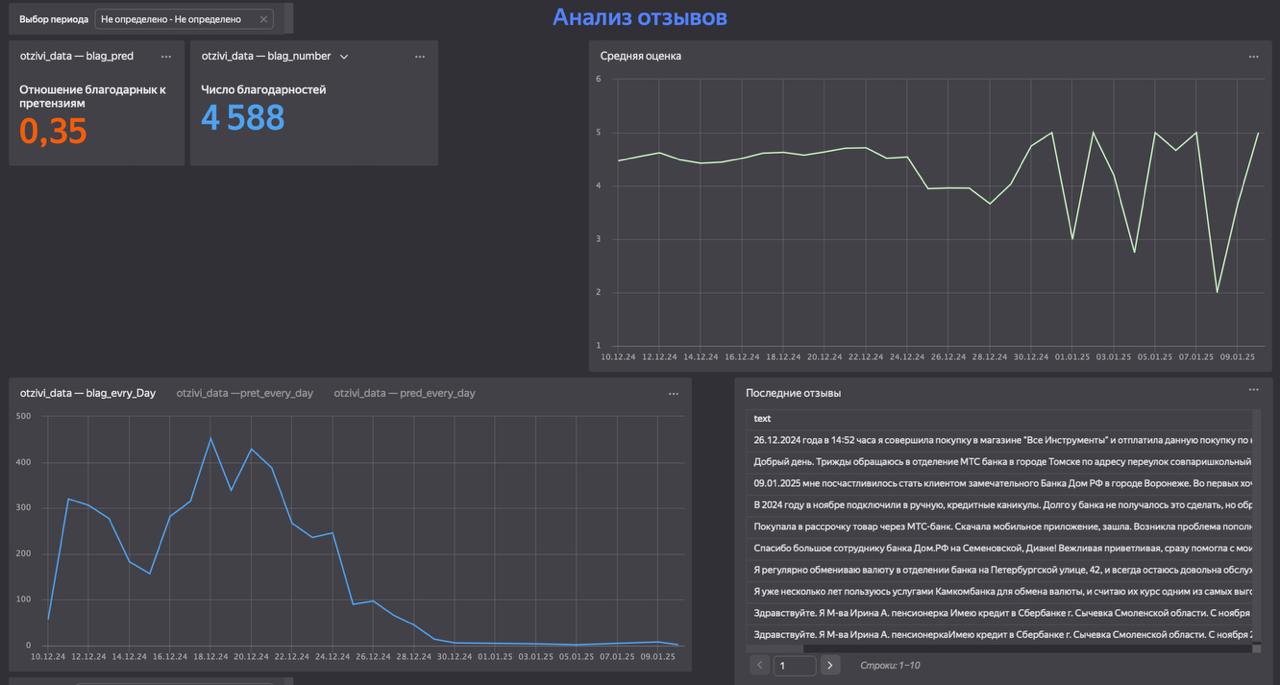 Выбор периода
Не определено - Не определено
Анализ отзывов
otzivi_data — blag_pred
Отношение благодарнык к
претензиям
0,35
otzivi_data — blag_number
Число благодарностей
4 588
Средняя оценка
6
5
4
3
2
1
10.12.24 12.12.24 14.12.24 16.12.24 18.12.24 20.12.24 22.12.24 24.12.24 26.12.24 28.12.24 30.12.24 01.01.25 03.01.25 05.01.25 07.01.25 09.01.25
otzivi_data — blag_evry_Day otzivi_data —pret_every_day otzivi_data — pred_every_day
500
400
300
200
100
0
10.12.24 12.12.24 14.12.24 16.12.24 18.12.24 20.12.24 22.12.24 24.12.24 26.12.24 28.12.24 30.12.24 01.01.25 03.01.25 05.01.25 07.01.25 09.01.25
Последние отзывы
text
26.12.2024 года в 14:52 часа я совершила покупку в магазине "Все Инструменты" и отплатила данную покупку по
Добрый день. Трижды обращаюсь в отделение МТС банка в городе Томске по адресу переулок совпаришкольный
09.01.2025 мне посчастливилось стать клиентом замечательного Банка Дом РФ в городе Воронеже. Во первых хо
В 2024 году в ноябре подключили в ручную, кредитные каникулы. Долго у банка не получалось это сделать, но обр
Покупала в рассрочку товар через МТС-банк. Скачала мобильное приложение, зашла. Возникла проблема попол
Спасибо большое сотруднику банка Дом.РФ на Семеновской, Диане! Вежливая приветливая, сразу помогла с мои
Я регулярно обмениваю валюту в отделении банка на Петербургской улице, 42, и всегда остаюсь довольна обслу
Я уже несколько лет пользуюсь услугами Камкомбанка для обмена валюты, и считаю их курс одним из самых выго
Здравствуйте. Я М-ва Ирина А. пенсионерка Имею кредит в Сбербанке г. Сычевка Смоленской области. С ноября
Здравствуйте. Я М-ва Ирина А. пенсионеркаИмею кредит в Сбербанке г. Сычевка Смоленской области. С ноября 2
1
Строки: 1–10